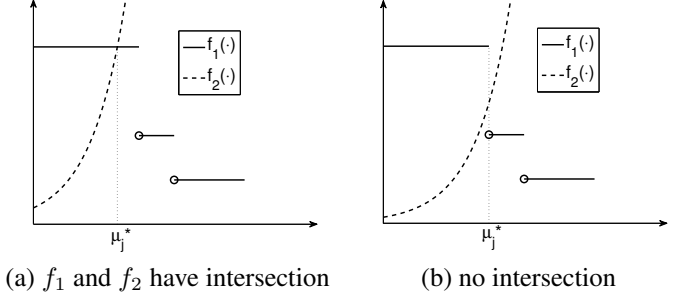 f₁(·)
f₂(·)
μⱼ*
(a) f₁ and f₂ have intersection
f₁(·)
f₂(·)
μⱼ*
(b) no intersection